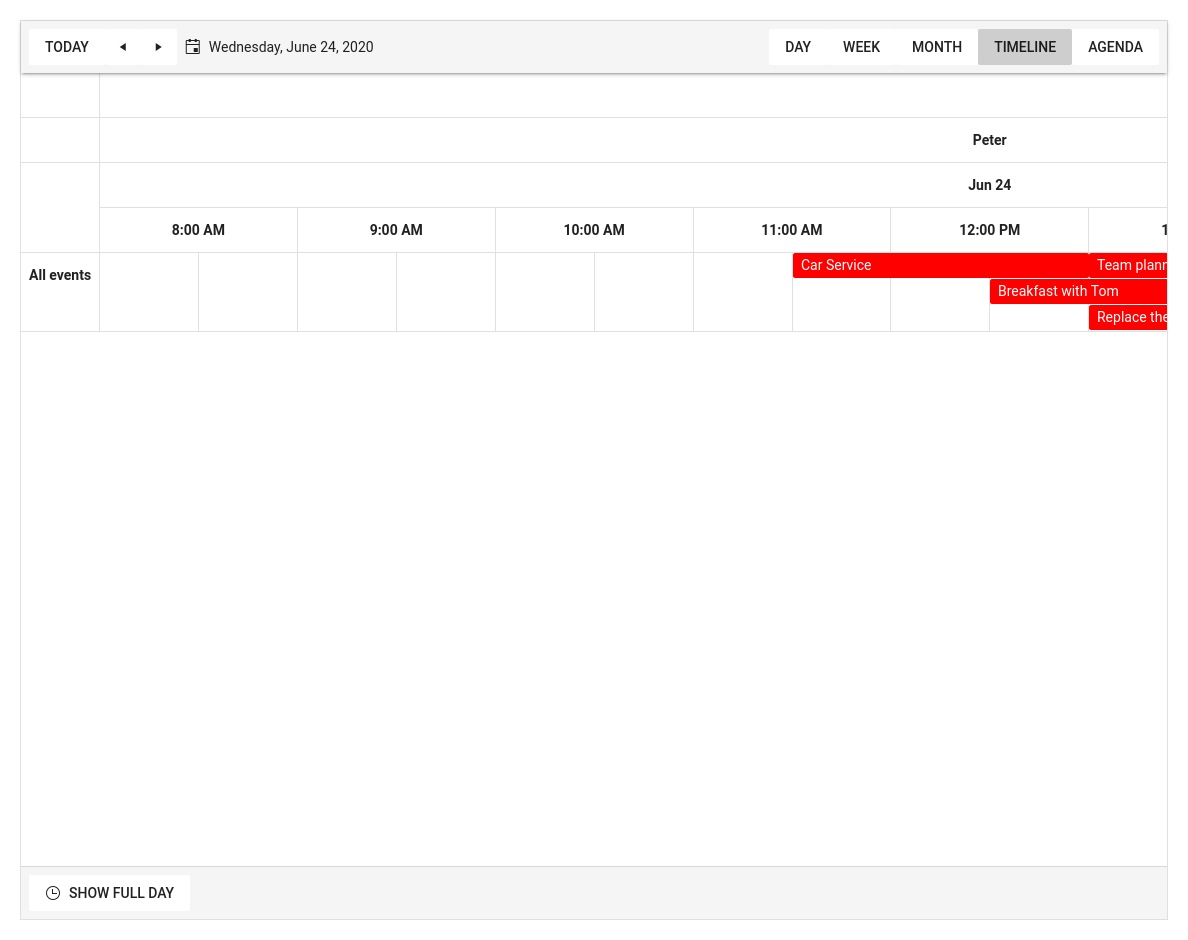 TODAY
Wednesday, June 24, 2020
DAY
WEEK
MONTH
TIMELINE
AGENDA
Peter
Jun 24
8:00 AM
9:00 AM
10:00 AM
11:00 AM
12:00 PM
1
All events
Car Service
Team plann
Breakfast with Tom
Replace the
SHOW FULL DAY